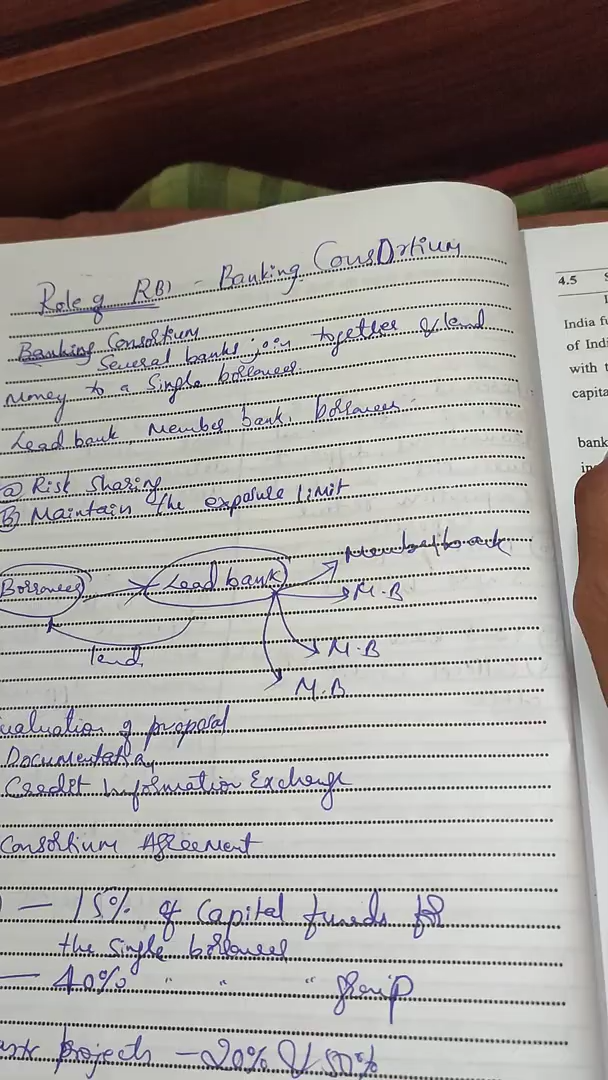 Role of RBI - Banking Consortium
Banking Consortium
Several banks join together & lend
money to a single borrower.
Lead bank, Member bank, borrower.
a) Risk Sharing
b) Maintain the exposure limit
Borrower
Lead bank
Member bank
M.B
lend
M.B
M.B
valuation of proposal
Documentation
Credit Information Exchange
Consortium Agreement
) — 15% of capital funds for
the single borrower
— 40% " " " group
projects - 20% & 50%
4.5 S
India fu
of Indi
with t
capita
bank